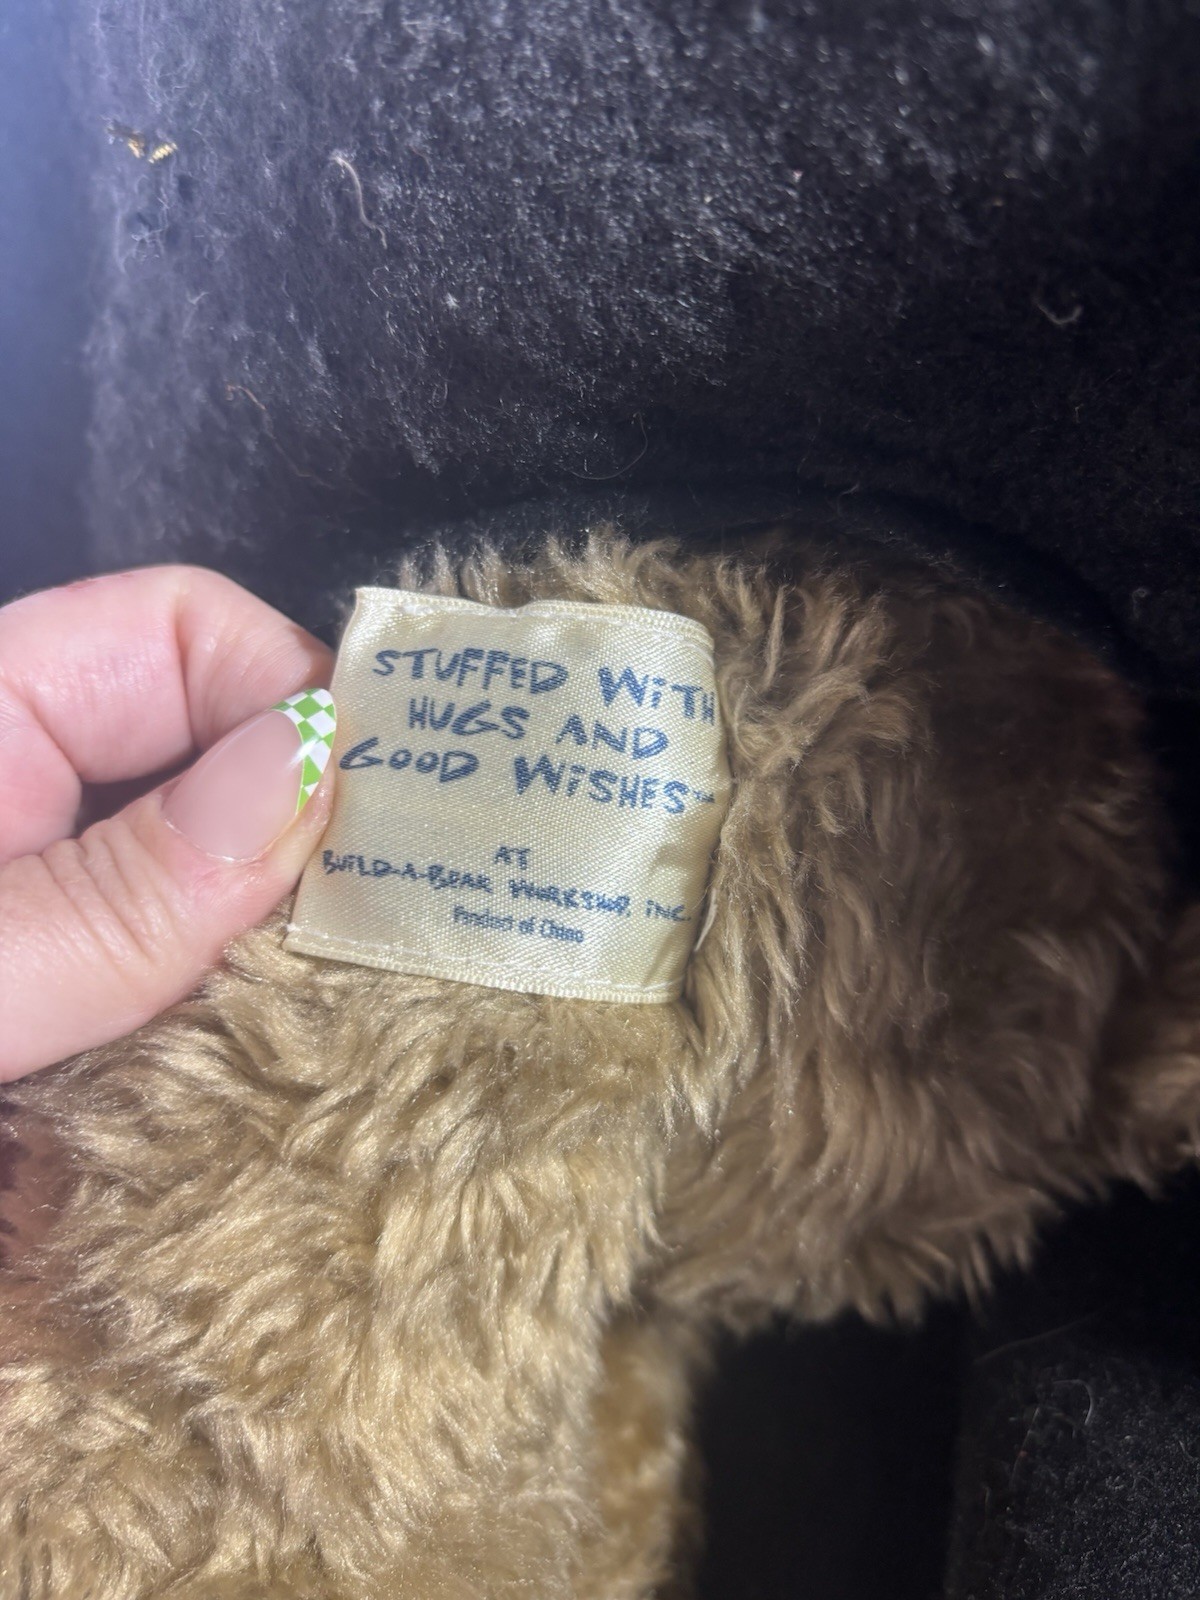 STUFFED WiTH
HUGS AND
GOOD WiSHES™
AT
BUiLD-A-BEAR WORKSHOP, iNC.
Product of China